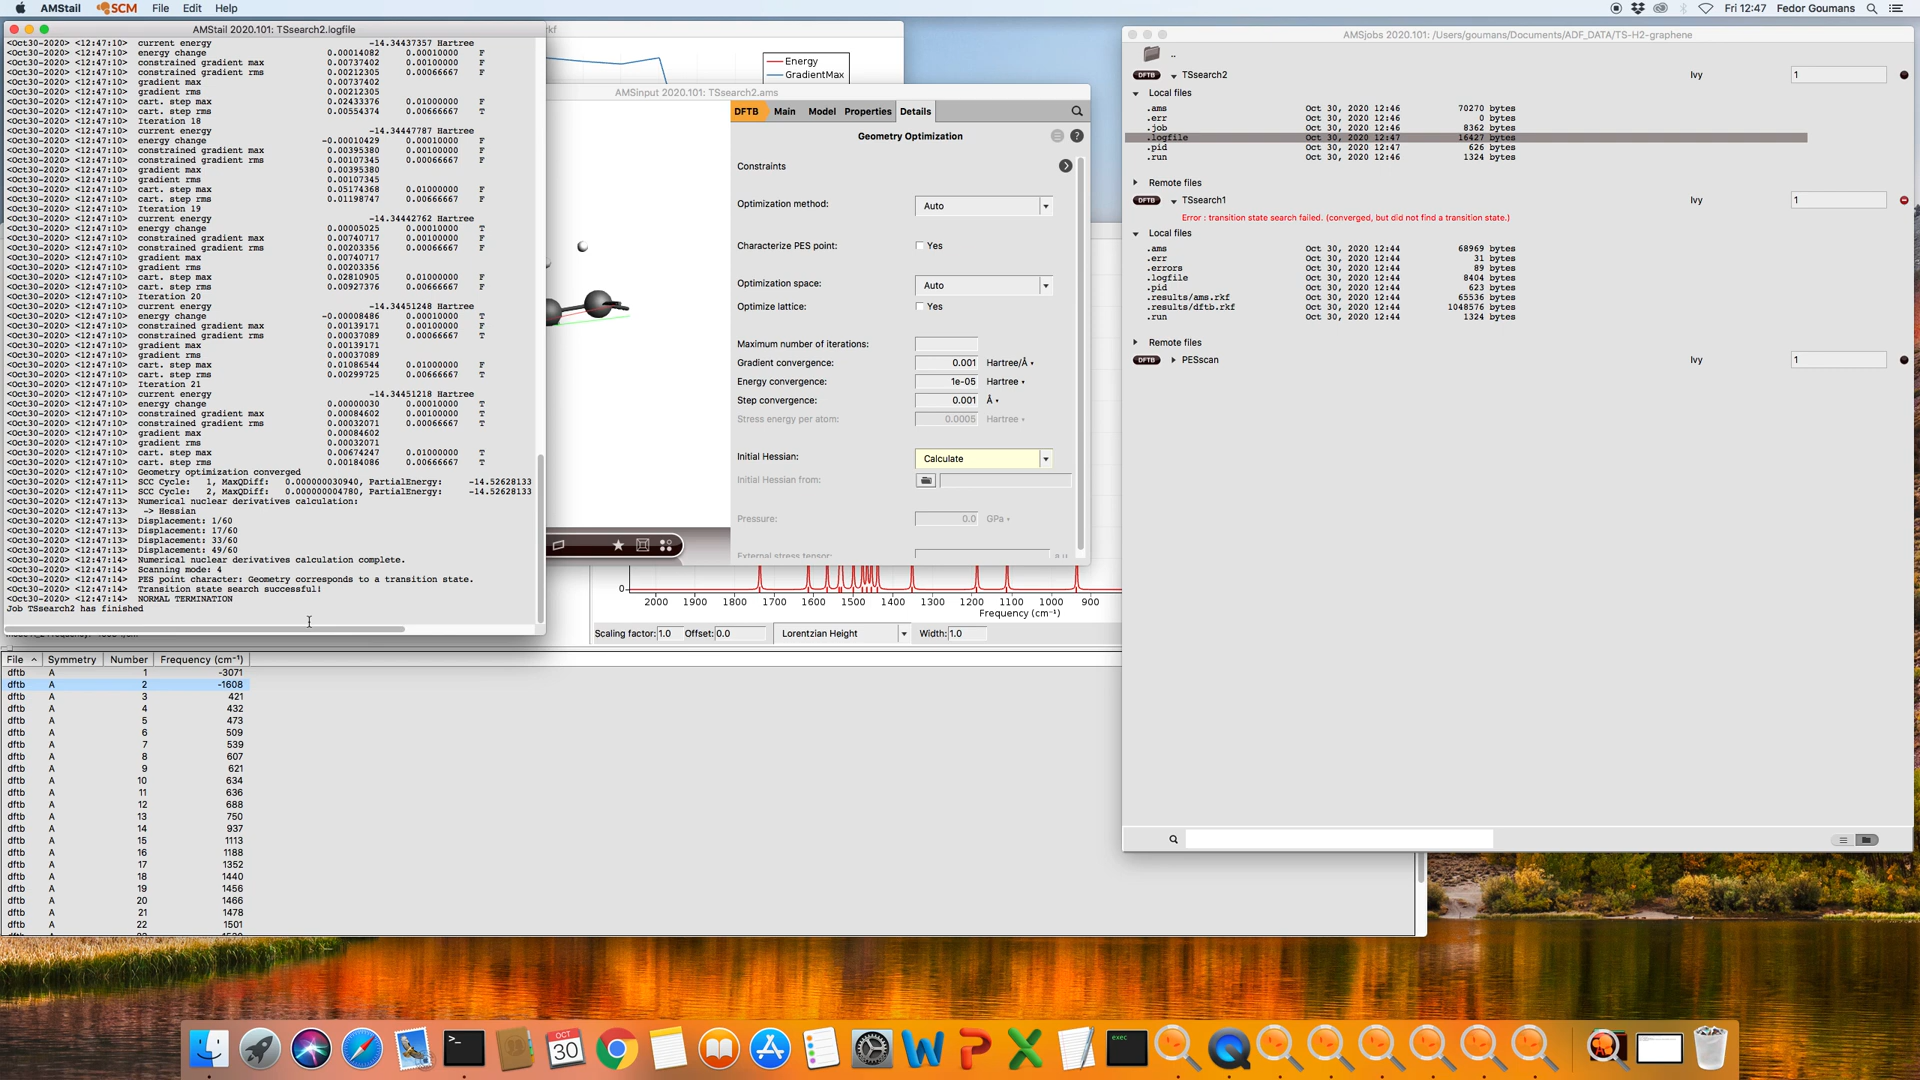 AMStail SCM File Edit Help
Fri 12:47 Fedor Goumans
AMStail 2020.101: TSsearch2.logfile
<Oct30-2020> <12:47:10> current energy -14.34437357 Hartree
<Oct30-2020> <12:47:10> energy change 0.00014082 0.00010000 F
<Oct30-2020> <12:47:10> constrained gradient max 0.00737402 0.00100000 F
<Oct30-2020> <12:47:10> constrained gradient rms 0.00212305 0.00066667 F
<Oct30-2020> <12:47:10> gradient max 0.00737402
<Oct30-2020> <12:47:10> gradient rms 0.00212305
<Oct30-2020> <12:47:10> cart. step max 0.02433376 0.01000000 F
<Oct30-2020> <12:47:10> cart. step rms 0.00554374 0.00666667 T
<Oct30-2020> <12:47:10> Iteration 18
<Oct30-2020> <12:47:10> current energy -14.34447787 Hartree
<Oct30-2020> <12:47:10> energy change -0.00010429 0.00010000 F
<Oct30-2020> <12:47:10> constrained gradient max 0.00395380 0.00100000 F
<Oct30-2020> <12:47:10> constrained gradient rms 0.00107345 0.00066667 F
<Oct30-2020> <12:47:10> gradient max 0.00395380
<Oct30-2020> <12:47:10> gradient rms 0.00107345
<Oct30-2020> <12:47:10> cart. step max 0.05174368 0.01000000 F
<Oct30-2020> <12:47:10> cart. step rms 0.01198747 0.00666667 F
<Oct30-2020> <12:47:10> Iteration 19
<Oct30-2020> <12:47:10> current energy -14.34442762 Hartree
<Oct30-2020> <12:47:10> energy change 0.00005025 0.00010000 T
<Oct30-2020> <12:47:10> constrained gradient max 0.00740717 0.00100000 F
<Oct30-2020> <12:47:10> constrained gradient rms 0.00203356 0.00066667 F
<Oct30-2020> <12:47:10> gradient max 0.00740717
<Oct30-2020> <12:47:10> gradient rms 0.00203356
<Oct30-2020> <12:47:10> cart. step max 0.02810905 0.01000000 F
<Oct30-2020> <12:47:10> cart. step rms 0.00927376 0.00666667 F
<Oct30-2020> <12:47:10> Iteration 20
<Oct30-2020> <12:47:10> current energy -14.34451248 Hartree
<Oct30-2020> <12:47:10> energy change -0.00008486 0.00010000 T
<Oct30-2020> <12:47:10> constrained gradient max 0.00139171 0.00100000 F
<Oct30-2020> <12:47:10> constrained gradient rms 0.00037089 0.00066667 T
<Oct30-2020> <12:47:10> gradient max 0.00139171
<Oct30-2020> <12:47:10> gradient rms 0.00037089
<Oct30-2020> <12:47:10> cart. step max 0.01086544 0.01000000 F
<Oct30-2020> <12:47:10> cart. step rms 0.00299725 0.00666667 T
<Oct30-2020> <12:47:10> Iteration 21
<Oct30-2020> <12:47:10> current energy -14.34451218 Hartree
<Oct30-2020> <12:47:10> energy change 0.00000030 0.00010000 T
<Oct30-2020> <12:47:10> constrained gradient max 0.00084602 0.00100000 T
<Oct30-2020> <12:47:10> constrained gradient rms 0.00032071 0.00066667 T
<Oct30-2020> <12:47:10> gradient max 0.00084602
<Oct30-2020> <12:47:10> gradient rms 0.00032071
<Oct30-2020> <12:47:10> cart. step max 0.00674247 0.01000000 T
<Oct30-2020> <12:47:10> cart. step rms 0.00184086 0.00666667 T
<Oct30-2020> <12:47:10> Geometry optimization converged
<Oct30-2020> <12:47:11> SCC Cycle: 1, MaxQDiff: 0.000000030940, PartialEnergy: -14.52628133
<Oct30-2020> <12:47:11> SCC Cycle: 2, MaxQDiff: 0.000000004780, PartialEnergy: -14.52628133
<Oct30-2020> <12:47:13> Numerical nuclear derivatives calculation:
<Oct30-2020> <12:47:13> -> Hessian
<Oct30-2020> <12:47:13> Displacement: 1/60
<Oct30-2020> <12:47:13> Displacement: 17/60
<Oct30-2020> <12:47:13> Displacement: 33/60
<Oct30-2020> <12:47:13> Displacement: 49/60
<Oct30-2020> <12:47:14> Numerical nuclear derivatives calculation complete.
<Oct30-2020> <12:47:14> Scanning mode: 4
<Oct30-2020> <12:47:14> PES point character: Geometry corresponds to a transition state.
<Oct30-2020> <12:47:14> Transition state search successful!
<Oct30-2020> <12:47:14> NORMAL TERMINATION
Job TSsearch2 has finished
Energy
GradientMax
AMSinput 2020.101: TSsearch2.ams
DFTB Main Model Properties Details
Geometry Optimization
?
Constraints
Optimization method: Auto
Characterize PES point: Yes
Optimization space: Auto
Optimize lattice: Yes
Maximum number of iterations:
Gradient convergence: 0.001 Hartree/Å
Energy convergence: 1e-05 Hartree
Step convergence: 0.001 Å
Stress energy per atom: 0.0005 Hartree
Initial Hessian: Calculate
Initial Hessian from:
Pressure: 0.0 GPa
External stress tensor: a.u.
0
2000 1900 1800 1700 1600 1500 1400 1300 1200 1100 1000 900
Frequency (cm⁻¹)
Scaling factor: 1.0 Offset: 0.0 Lorentzian Height Width: 1.0
File Symmetry Number Frequency (cm⁻¹)
dftb A 1 -3071
dftb A 2 -1608
dftb A 3 421
dftb A 4 432
dftb A 5 473
dftb A 6 509
dftb A 7 539
dftb A 8 607
dftb A 9 621
dftb A 10 634
dftb A 11 636
dftb A 12 688
dftb A 13 750
dftb A 14 937
dftb A 15 1113
dftb A 16 1188
dftb A 17 1352
dftb A 18 1440
dftb A 19 1456
dftb A 20 1466
dftb A 21 1478
dftb A 22 1501
AMSjobs 2020.101: /Users/goumans/Documents/ADF_DATA/TS-H2-graphene
..
DFTB TSsearch2 Ivy 1
Local files
.ams Oct 30, 2020 12:46 70270 bytes
.err Oct 30, 2020 12:46 0 bytes
.job Oct 30, 2020 12:46 8362 bytes
.logfile Oct 30, 2020 12:47 16427 bytes
.pid Oct 30, 2020 12:47 626 bytes
.run Oct 30, 2020 12:46 1324 bytes
Remote files
DFTB TSsearch1 Ivy 1
Error : transition state search failed. (converged, but did not find a transition state.)
Local files
.ams Oct 30, 2020 12:44 68969 bytes
.err Oct 30, 2020 12:44 31 bytes
.errors Oct 30, 2020 12:44 89 bytes
.logfile Oct 30, 2020 12:44 8404 bytes
.pid Oct 30, 2020 12:44 623 bytes
.results/ams.rkf Oct 30, 2020 12:44 65536 bytes
.results/dftb.rkf Oct 30, 2020 12:44 1048576 bytes
.run Oct 30, 2020 12:44 1324 bytes
Remote files
DFTB PESscan Ivy 1
OCT
30
exec